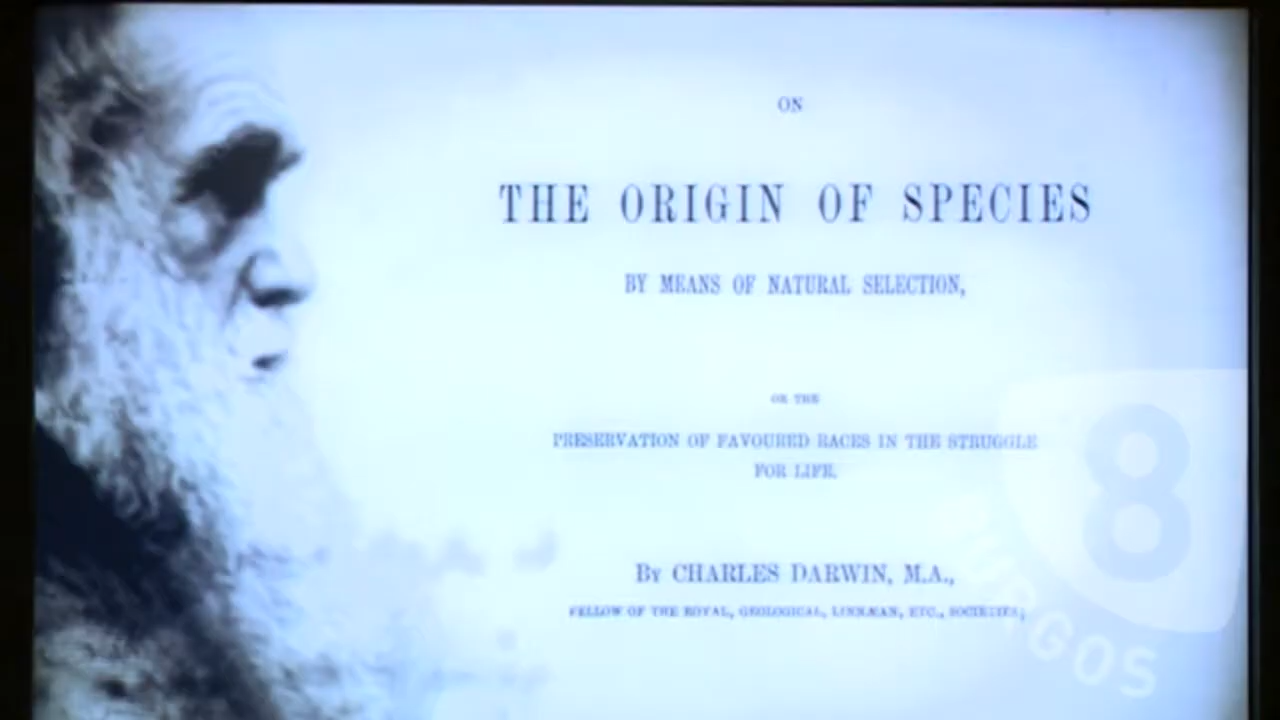 ON
THE ORIGIN OF SPECIES
BY MEANS OF NATURAL SELECTION,
OR THE
PRESERVATION OF FAVOURED RACES IN THE STRUGGLE
FOR LIFE.
By CHARLES DARWIN, M.A.,
FELLOW OF THE ROYAL, GEOLOGICAL, LINNÆAN, ETC., SOCIETIES;
8